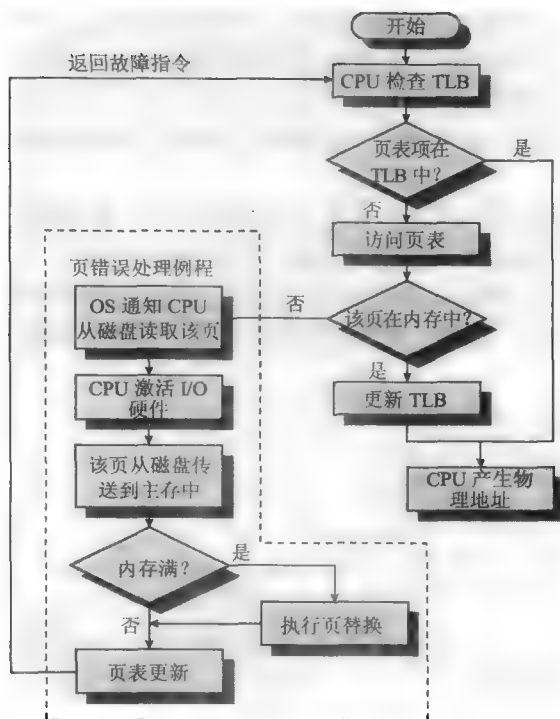 开始
返回故障指令
CPU 检查 TLB
页表项在
TLB 中?
是
否
访问页表
页错误处理例程
OS 通知 CPU
从磁盘读取该页
否
该页在内存中?
是
CPU 激活 I/O
硬件
更新 TLB
该页从磁盘传
送到主存中
CPU 产生物
理地址
内存满?
是
否
执行页替换
页表更新